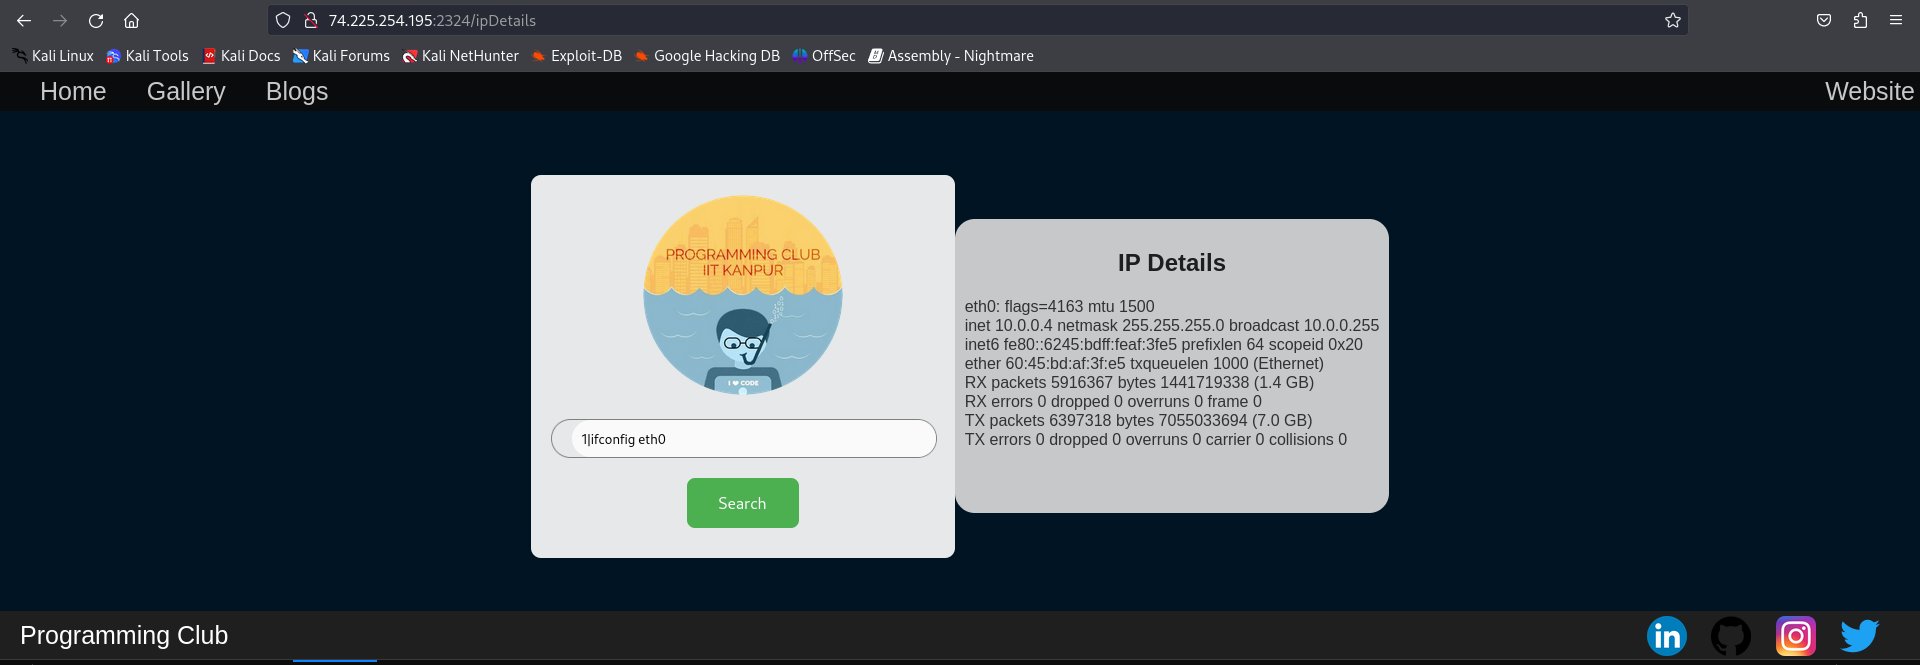 74.225.254.195:2324/ipDetails
Kali Linux Kali Tools Kali Docs Kali Forums Kali NetHunter Exploit-DB Google Hacking DB OffSec Assembly - Nightmare
Home Gallery Blogs Website
PROGRAMMING CLUB
IIT KANPUR
I ❤ CODE
1|ifconfig eth0
Search
IP Details
eth0: flags=4163 mtu 1500
inet 10.0.0.4 netmask 255.255.255.0 broadcast 10.0.0.255
inet6 fe80::6245:bdff:feaf:3fe5 prefixlen 64 scopeid 0x20
ether 60:45:bd:af:3f:e5 txqueuelen 1000 (Ethernet)
RX packets 5916367 bytes 1441719338 (1.4 GB)
RX errors 0 dropped 0 overruns 0 frame 0
TX packets 6397318 bytes 7055033694 (7.0 GB)
TX errors 0 dropped 0 overruns 0 carrier 0 collisions 0
Programming Club